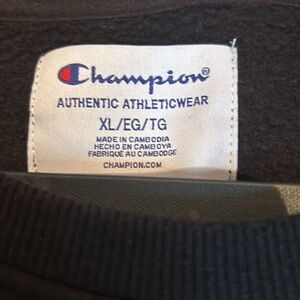 Champion®
AUTHENTIC ATHLETICWEAR
XL/EG/TG
MADE IN CAMBODIA
HECHO EN CAMBOYA
FABRIQUÉ AU CAMBODGE
CHAMPION.COM